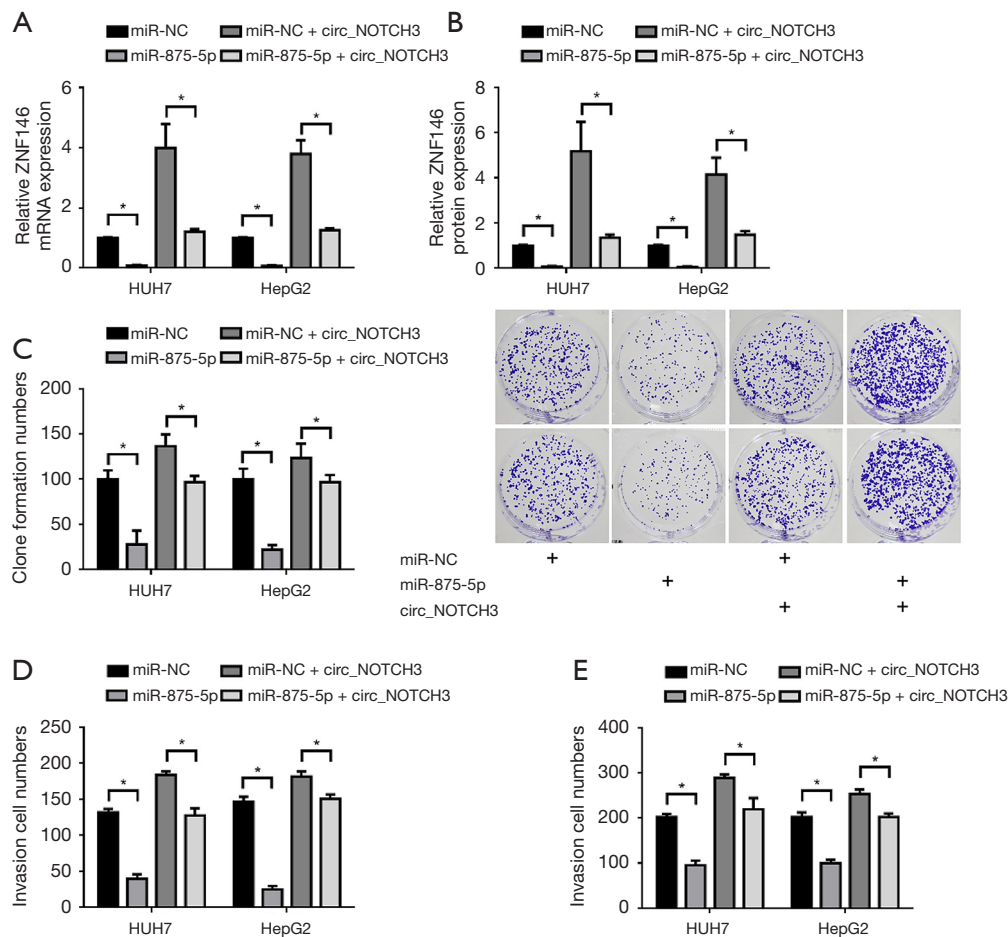 A
miR-NC
miR-NC + circ_NOTCH3
miR-875-5p
miR-875-5p + circ_NOTCH3
Relative ZNF146
mRNA expression
6
4
2
0
*
*
*
*
HUH7
HepG2
B
miR-NC
miR-NC + circ_NOTCH3
miR-875-5p
miR-875-5p + circ_NOTCH3
Relative ZNF146
protein expression
8
6
4
2
0
*
*
*
*
HUH7
HepG2
C
miR-NC
miR-NC + circ_NOTCH3
miR-875-5p
miR-875-5p + circ_NOTCH3
Clone formation numbers
200
150
100
50
0
*
*
*
*
HUH7
HepG2
miR-NC + +
miR-875-5p + +
circ_NOTCH3 + +
D
miR-NC
miR-NC + circ_NOTCH3
miR-875-5p
miR-875-5p + circ_NOTCH3
Invasion cell numbers
250
200
150
100
50
0
*
*
*
*
HUH7
HepG2
E
miR-NC
miR-NC + circ_NOTCH3
miR-875-5p
miR-875-5p + circ_NOTCH3
Invasion cell numbers
400
300
200
100
0
*
*
*
*
HUH7
HepG2